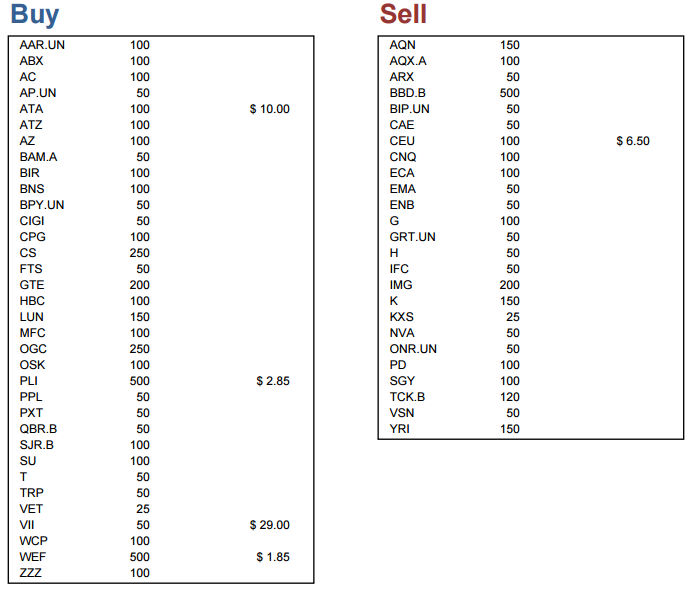 Buy
AAR.UN 100
ABX 100
AC 100
AP.UN 50
ATA 100 $ 10.00
ATZ 100
AZ 100
BAM.A 50
BIR 100
BNS 100
BPY.UN 50
CIGI 50
CPG 100
CS 250
FTS 50
GTE 200
HBC 100
LUN 150
MFC 100
OGC 250
OSK 100
PLI 500 $ 2.85
PPL 50
PXT 50
QBR.B 50
SJR.B 100
SU 100
T 50
TRP 50
VET 25
VII 50 $ 29.00
WCP 100
WEF 500 $ 1.85
ZZZ 100
Sell
AQN 150
AQX.A 100
ARX 50
BBD.B 500
BIP.UN 50
CAE 50
CEU 100 $ 6.50
CNQ 100
ECA 100
EMA 50
ENB 50
G 100
GRT.UN 50
H 50
IFC 50
IMG 200
K 150
KXS 25
NVA 50
ONR.UN 50
PD 100
SGY 100
TCK.B 120
VSN 50
YRI 150